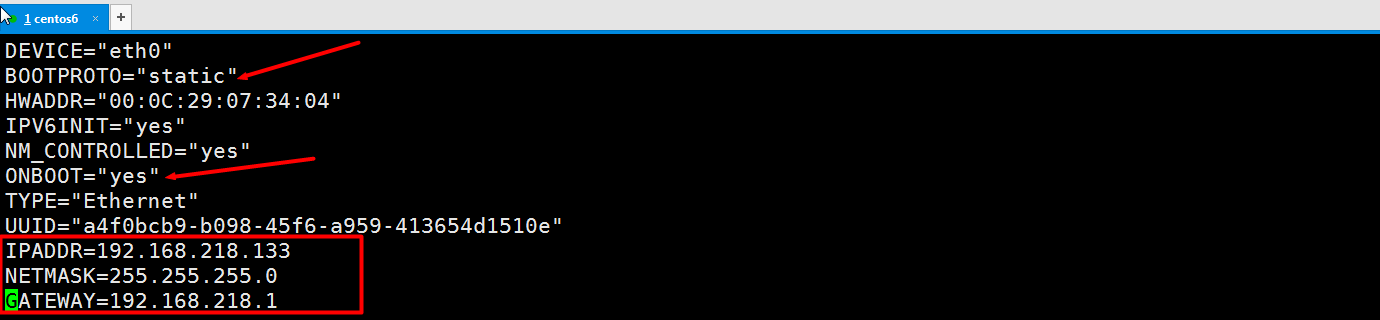 1 centos6 × +
DEVICE="eth0"
BOOTPROTO="static"
HWADDR="00:0C:29:07:34:04"
IPV6INIT="yes"
NM_CONTROLLED="yes"
ONBOOT="yes"
TYPE="Ethernet"
UUID="a4f0bcb9-b098-45f6-a959-413654d1510e"
IPADDR=192.168.218.133
NETMASK=255.255.255.0
GATEWAY=192.168.218.1